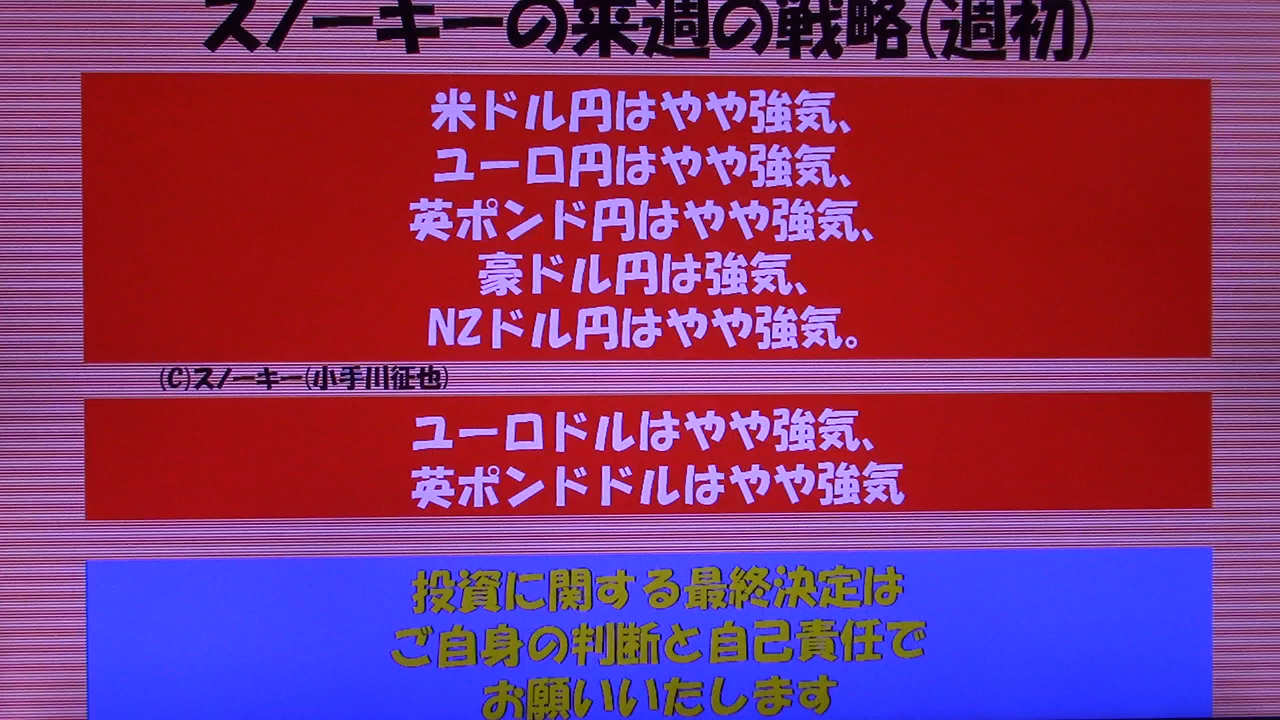 スノーキーの来週の戦略(週初)
米ドル円はやや強気、
ユーロ円はやや強気、
英ポンド円はやや強気、
豪ドル円は強気、
NZドル円はやや強気。
(C)スノーキー(小手川征也)
ユーロドルはやや強気、
英ポンドドルはやや強気
投資に関する最終決定は
ご自身の判断と自己責任で
お願いいたします